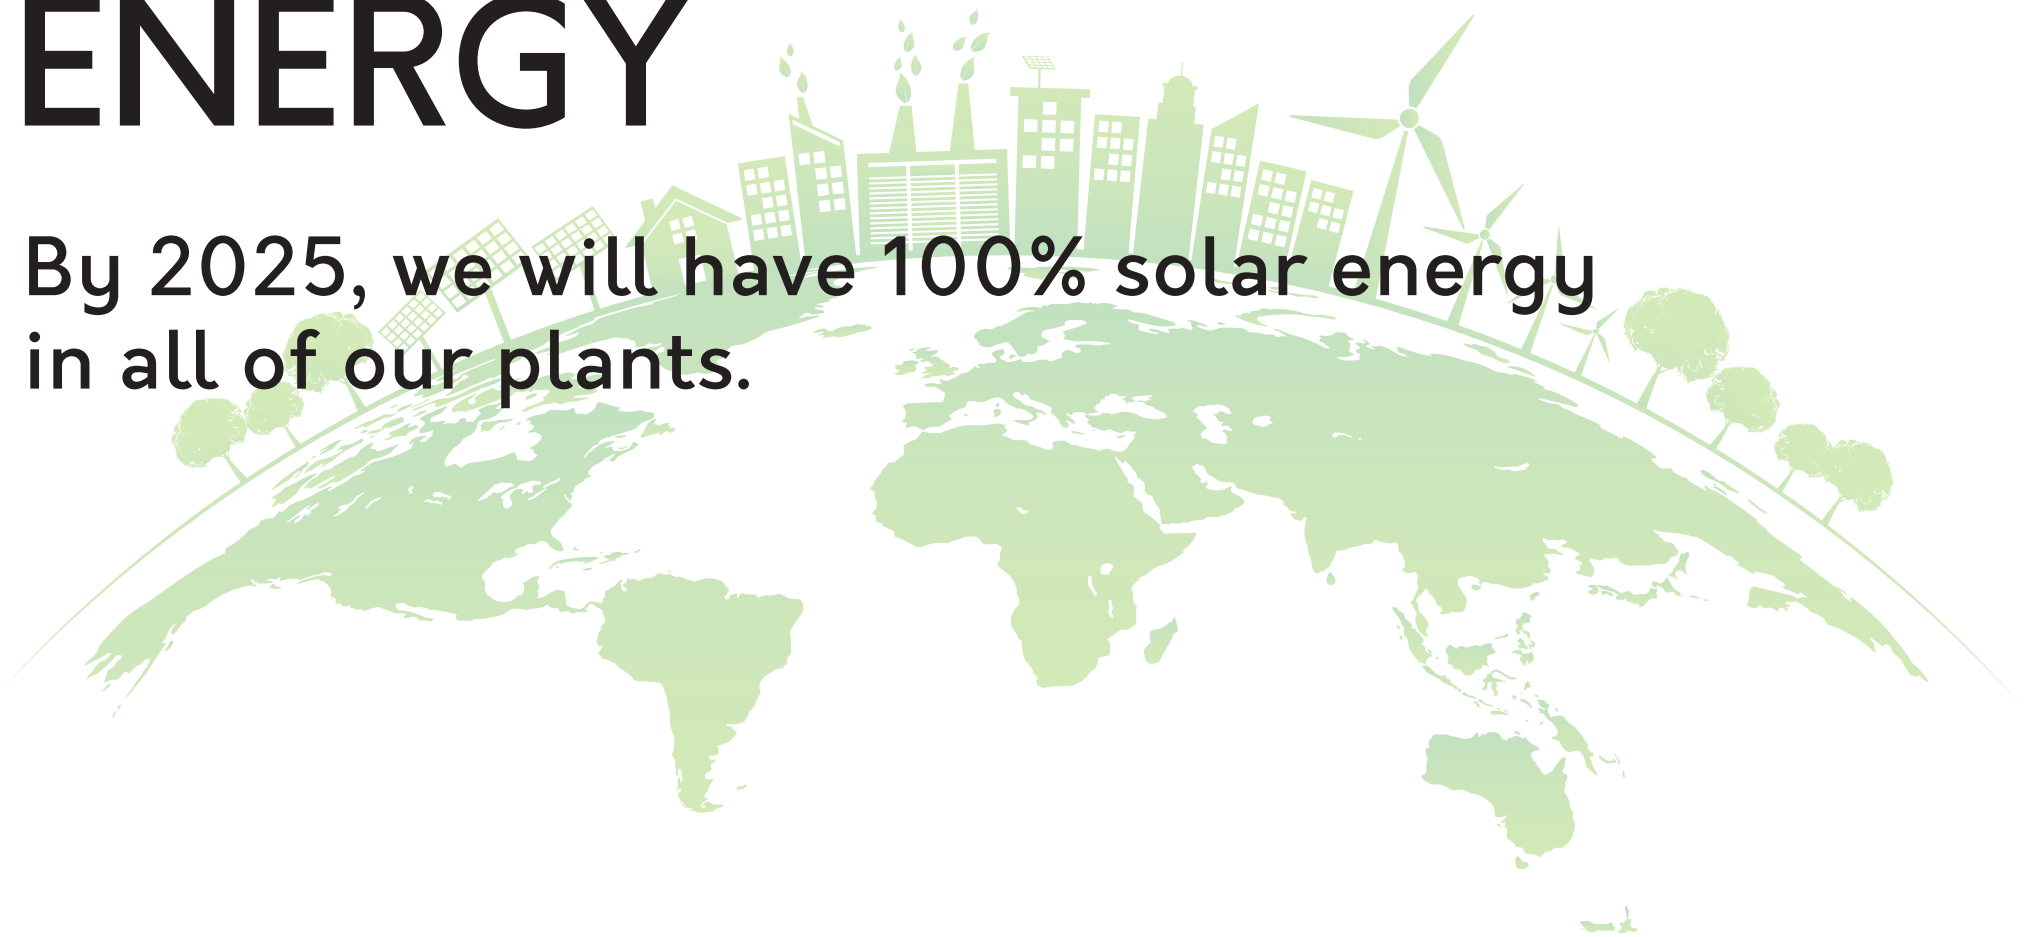 ENERGY
By 2025, we will have 100% solar energy
in all of our plants.